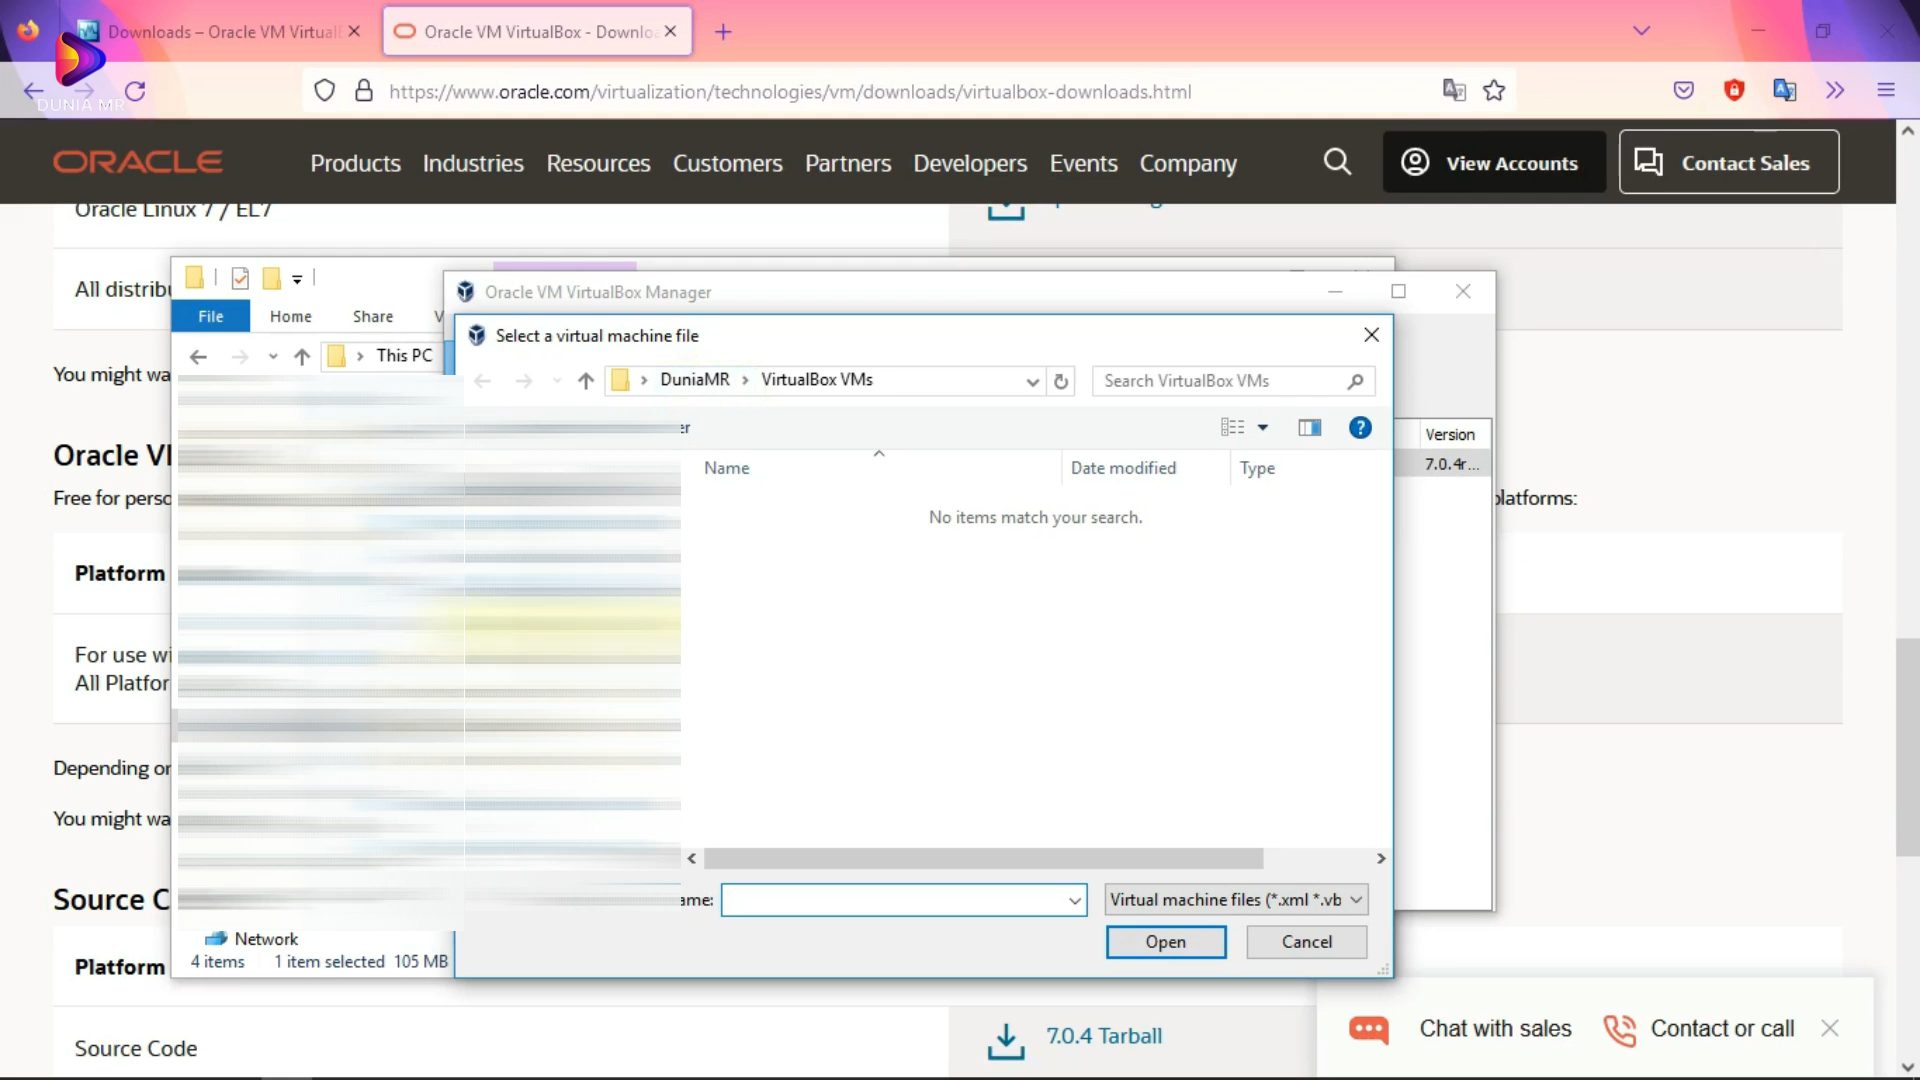 Downloads – Oracle VM Virtual
Oracle VM VirtualBox - Downlo
DUNIA MR
https://www.oracle.com/virtualization/technologies/vm/downloads/virtualbox-downloads.html
ORACLE
Products
Industries
Resources
Customers
Partners
Developers
Events
Company
View Accounts
Contact Sales
Oracle Linux 7 / EL7
All distribu
You might wa
Oracle VM
Free for perso
platforms:
Platform
For use wi
All Platfor
Depending on
You might wa
Source C
Platform
Source Code
7.0.4 Tarball
File
Home
Share
V
This PC
Network
4 items
1 item selected 105 MB
Oracle VM VirtualBox Manager
Version
7.0.4r...
Select a virtual machine file
DuniaMR > VirtualBox VMs
Search VirtualBox VMs
er
Name
Date modified
Type
No items match your search.
ame:
Virtual machine files (*.xml *.vb
Open
Cancel
Chat with sales
Contact or call